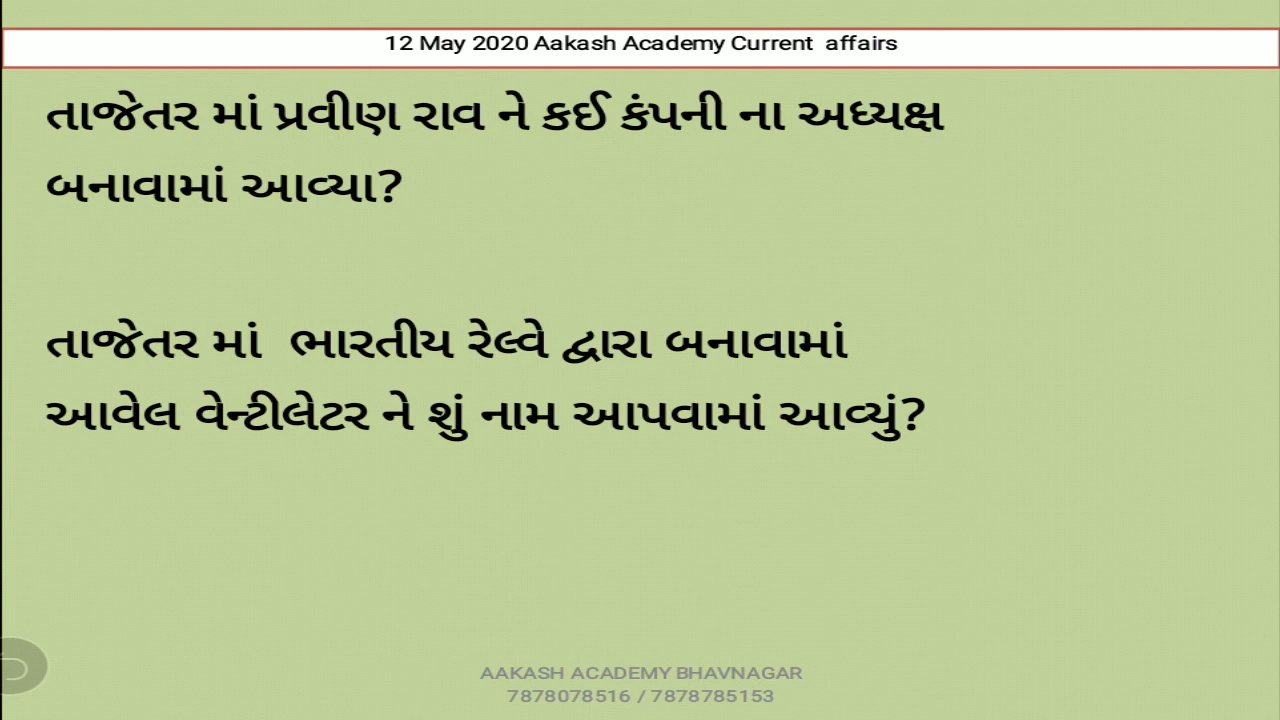 12 May 2020 Aakash Academy Current affairs
તાજેતર માં પ્રવીણ રાવ ને કઈ કંપની ના અધ્યક્ષ
બનાવામાં આવ્યા?
તાજેતર માં ભારતીય રેલ્વે દ્વારા બનાવામાં
આવેલ વેન્ટીલેટર ને શું નામ આપવામાં આવ્યું?
AAKASH ACADEMY BHAVNAGAR
7878078516 / 7878785153